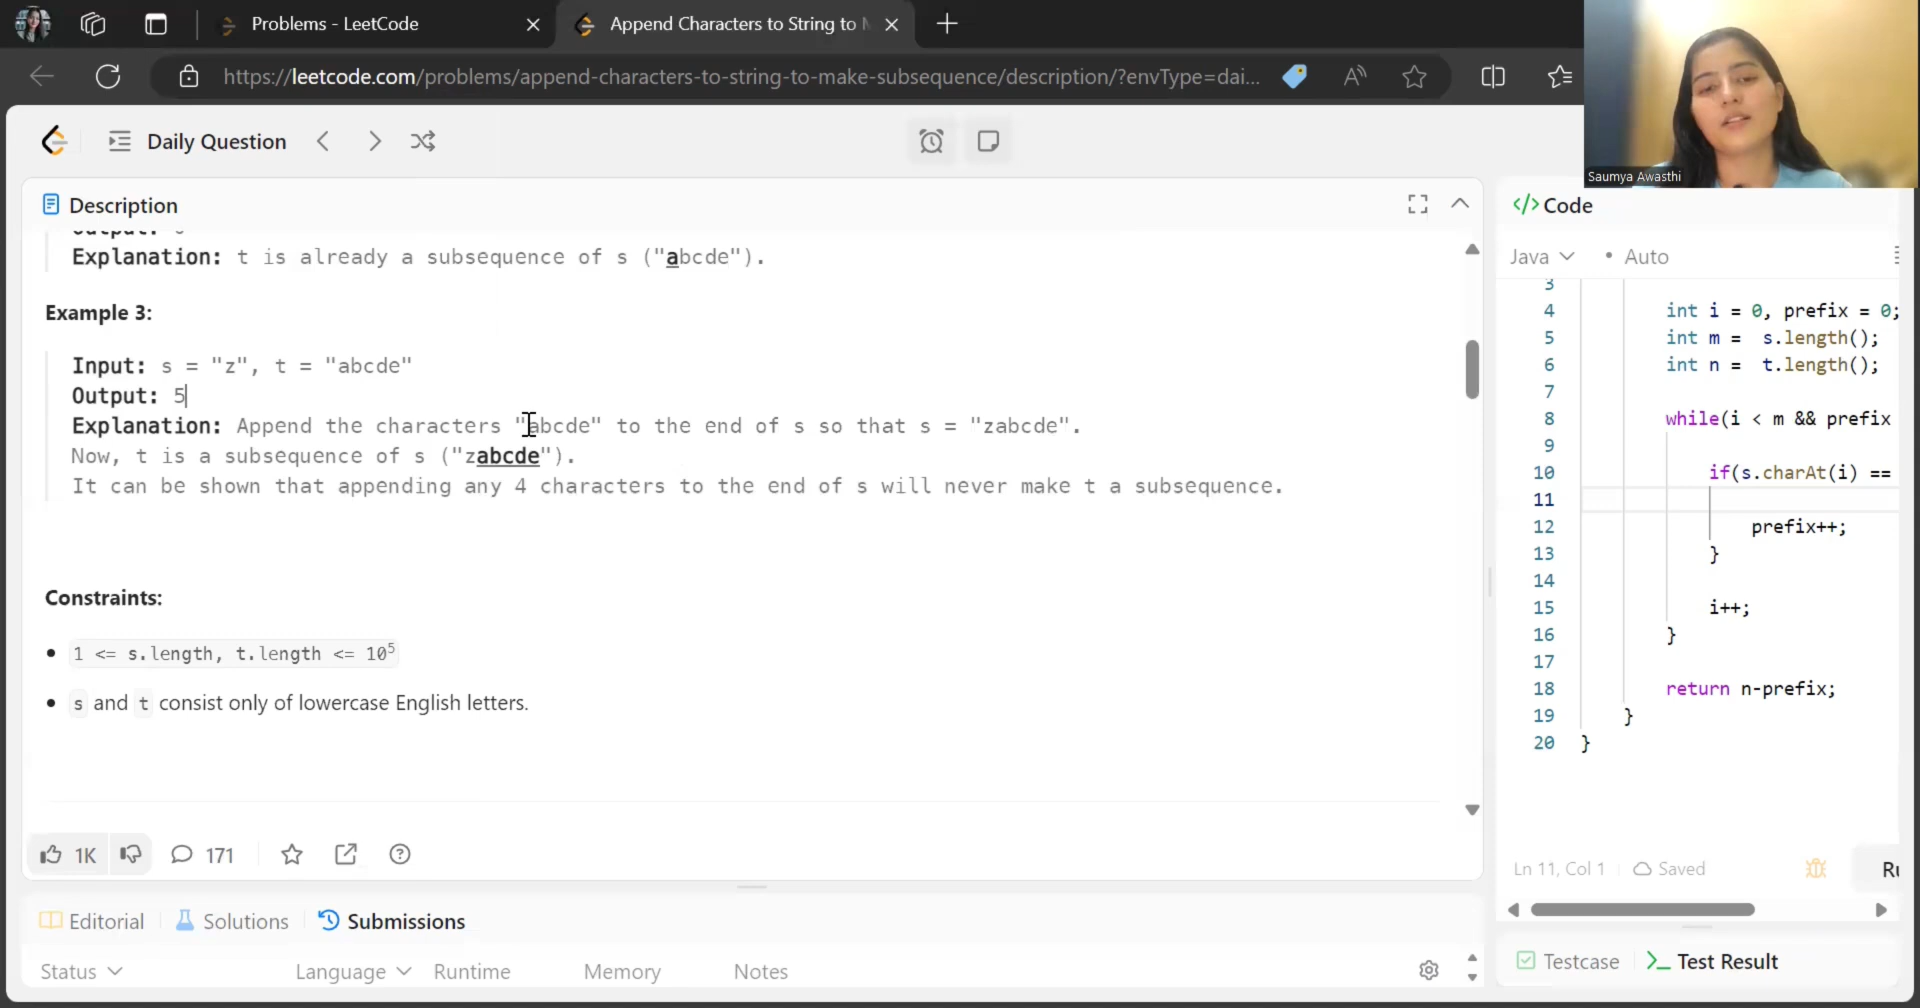 Problems - LeetCode
Append Characters to String to M
https://leetcode.com/problems/append-characters-to-string-to-make-subsequence/description/?envType=dai...
Saumya Awasthi
Daily Question
Description
Output: 0
Explanation: t is already a subsequence of s ("abcde").
Example 3:
Input: s = "z", t = "abcde"
Output: 5
Explanation: Append the characters "abcde" to the end of s so that s = "zabcde".
Now, t is a subsequence of s ("zabcde").
It can be shown that appending any 4 characters to the end of s will never make t a subsequence.
Constraints:
1 <= s.length, t.length <= 10⁵
s and t consist only of lowercase English letters.
1K
171
Editorial
Solutions
Submissions
Status
Language
Runtime
Memory
Notes
</> Code
Java
• Auto
3
4 int i = 0, prefix = 0;
5 int m = s.length();
6 int n = t.length();
7
8 while(i < m && prefix
9
10 if(s.charAt(i) ==
11
12 prefix++;
13 }
14
15 i++;
16 }
17
18 return n-prefix;
19 }
20 }
Ln 11, Col 1
Saved
Ru
Testcase
>_ Test Result